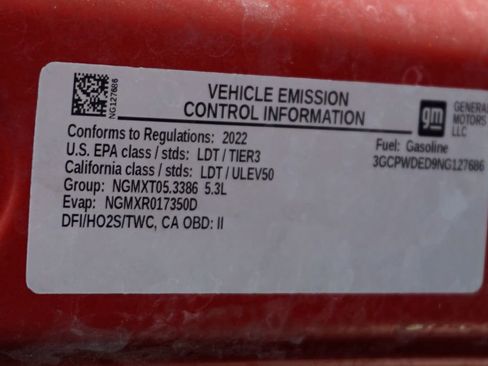 NG127686
VEHICLE EMISSION
CONTROL INFORMATION
gm
GENERAL
MOTORS
LLC
Conforms to Regulations: 2022
U.S. EPA class / stds: LDT / TIER3
California class / stds: LDT / ULEV50
Group: NGMXT05.3386 5.3L
Evap: NGMXR017350D
DFI/HO2S/TWC, CA OBD: II
Fuel: Gasoline
3GCPWDED9NG127686